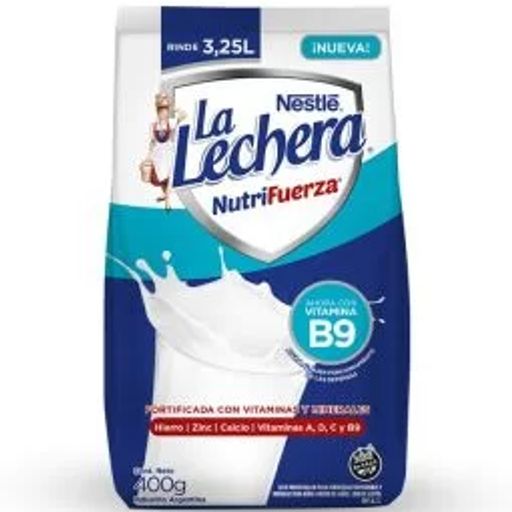 RINDE 3,25L
¡NUEVA!
Nestlé
La
Lechera
NutriFuerza
AHORA CON
VITAMINA
B9
FORTIFICADA CON VITAMINAS Y MINERALES
Hierro | Zinc | Calcio | Vitaminas A, D, C y B9
Cont. Neto
400g
Industria Argentina